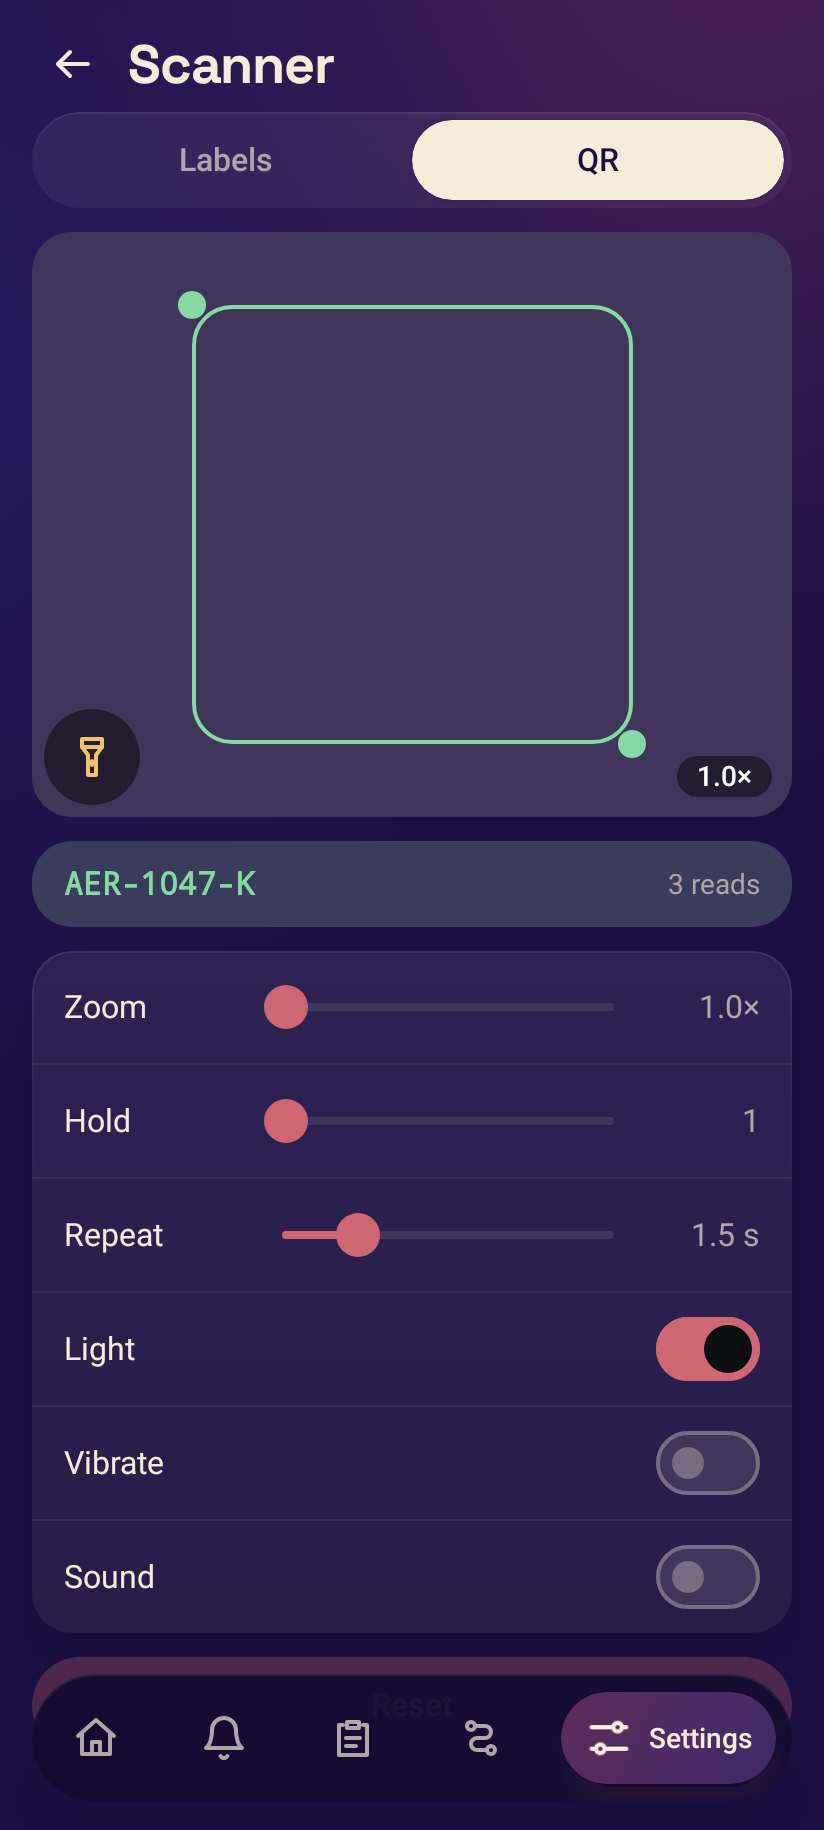 Scanner
Labels
QR
1.0×
AER-1047-K
3 reads
Zoom
1.0×
Hold
1
Repeat
1.5 s
Light
Vibrate
Sound
Reset
Settings